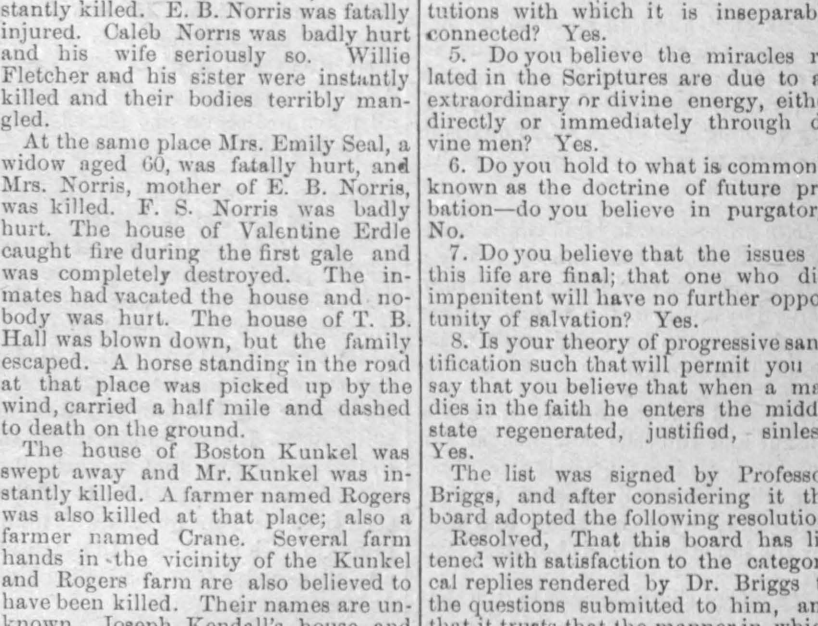 stantly killed. E. B. Norris was fatally
injured. Caleb Norris was badly hurt
and his wife seriously so. Willie
Fletcher and his sister were instantly
killed and their bodies terribly man-
gled.
At the same place Mrs. Emily Seal, a
widow aged 60, was fatally hurt, and
Mrs. Norris, mother of E. B. Norris,
was killed. F. S. Norris was badly
hurt. The house of Valentine Erdle
caught fire during the first gale and
was completely destroyed. The in-
mates had vacated the house and no-
body was hurt. The house of T. B.
Hall was blown down, but the family
escaped. A horse standing in the road
at that place was picked up by the
wind, carried a half mile and dashed
to death on the ground.
The house of Boston Kunkel was
swept away and Mr. Kunkel was in-
stantly killed. A farmer named Rogers
was also killed at that place; also a
farmer named Crane. Several farm
hands in the vicinity of the Kunkel
and Rogers farm are also believed to
have been killed. Their names are un-
known. Joseph Kendall's house and
tutions with which it is inseparab
connected? Yes.
5. Do you believe the miracles r
lated in the Scriptures are due to
extraordinary or divine energy, eith
directly or immediately through d
vine men? Yes.
6. Do you hold to what is common
known as the doctrine of future pr
bation—do you believe in purgator
No.
7. Do you believe that the issues
this life are final; that one who di
impenitent will have no further oppo
tunity of salvation? Yes.
8. Is your theory of progressive san
tification such that will permit you
say that you believe that when a ma
dies in the faith he enters the midd
state regenerated, justified, sinles
Yes.
The list was signed by Professo
Briggs, and after considering it th
board adopted the following resolutio
Resolved, That this board has li
tened with satisfaction to the categor
cal replies rendered by Dr. Briggs
the questions submitted to him, an
that it trusts that the manner in whic